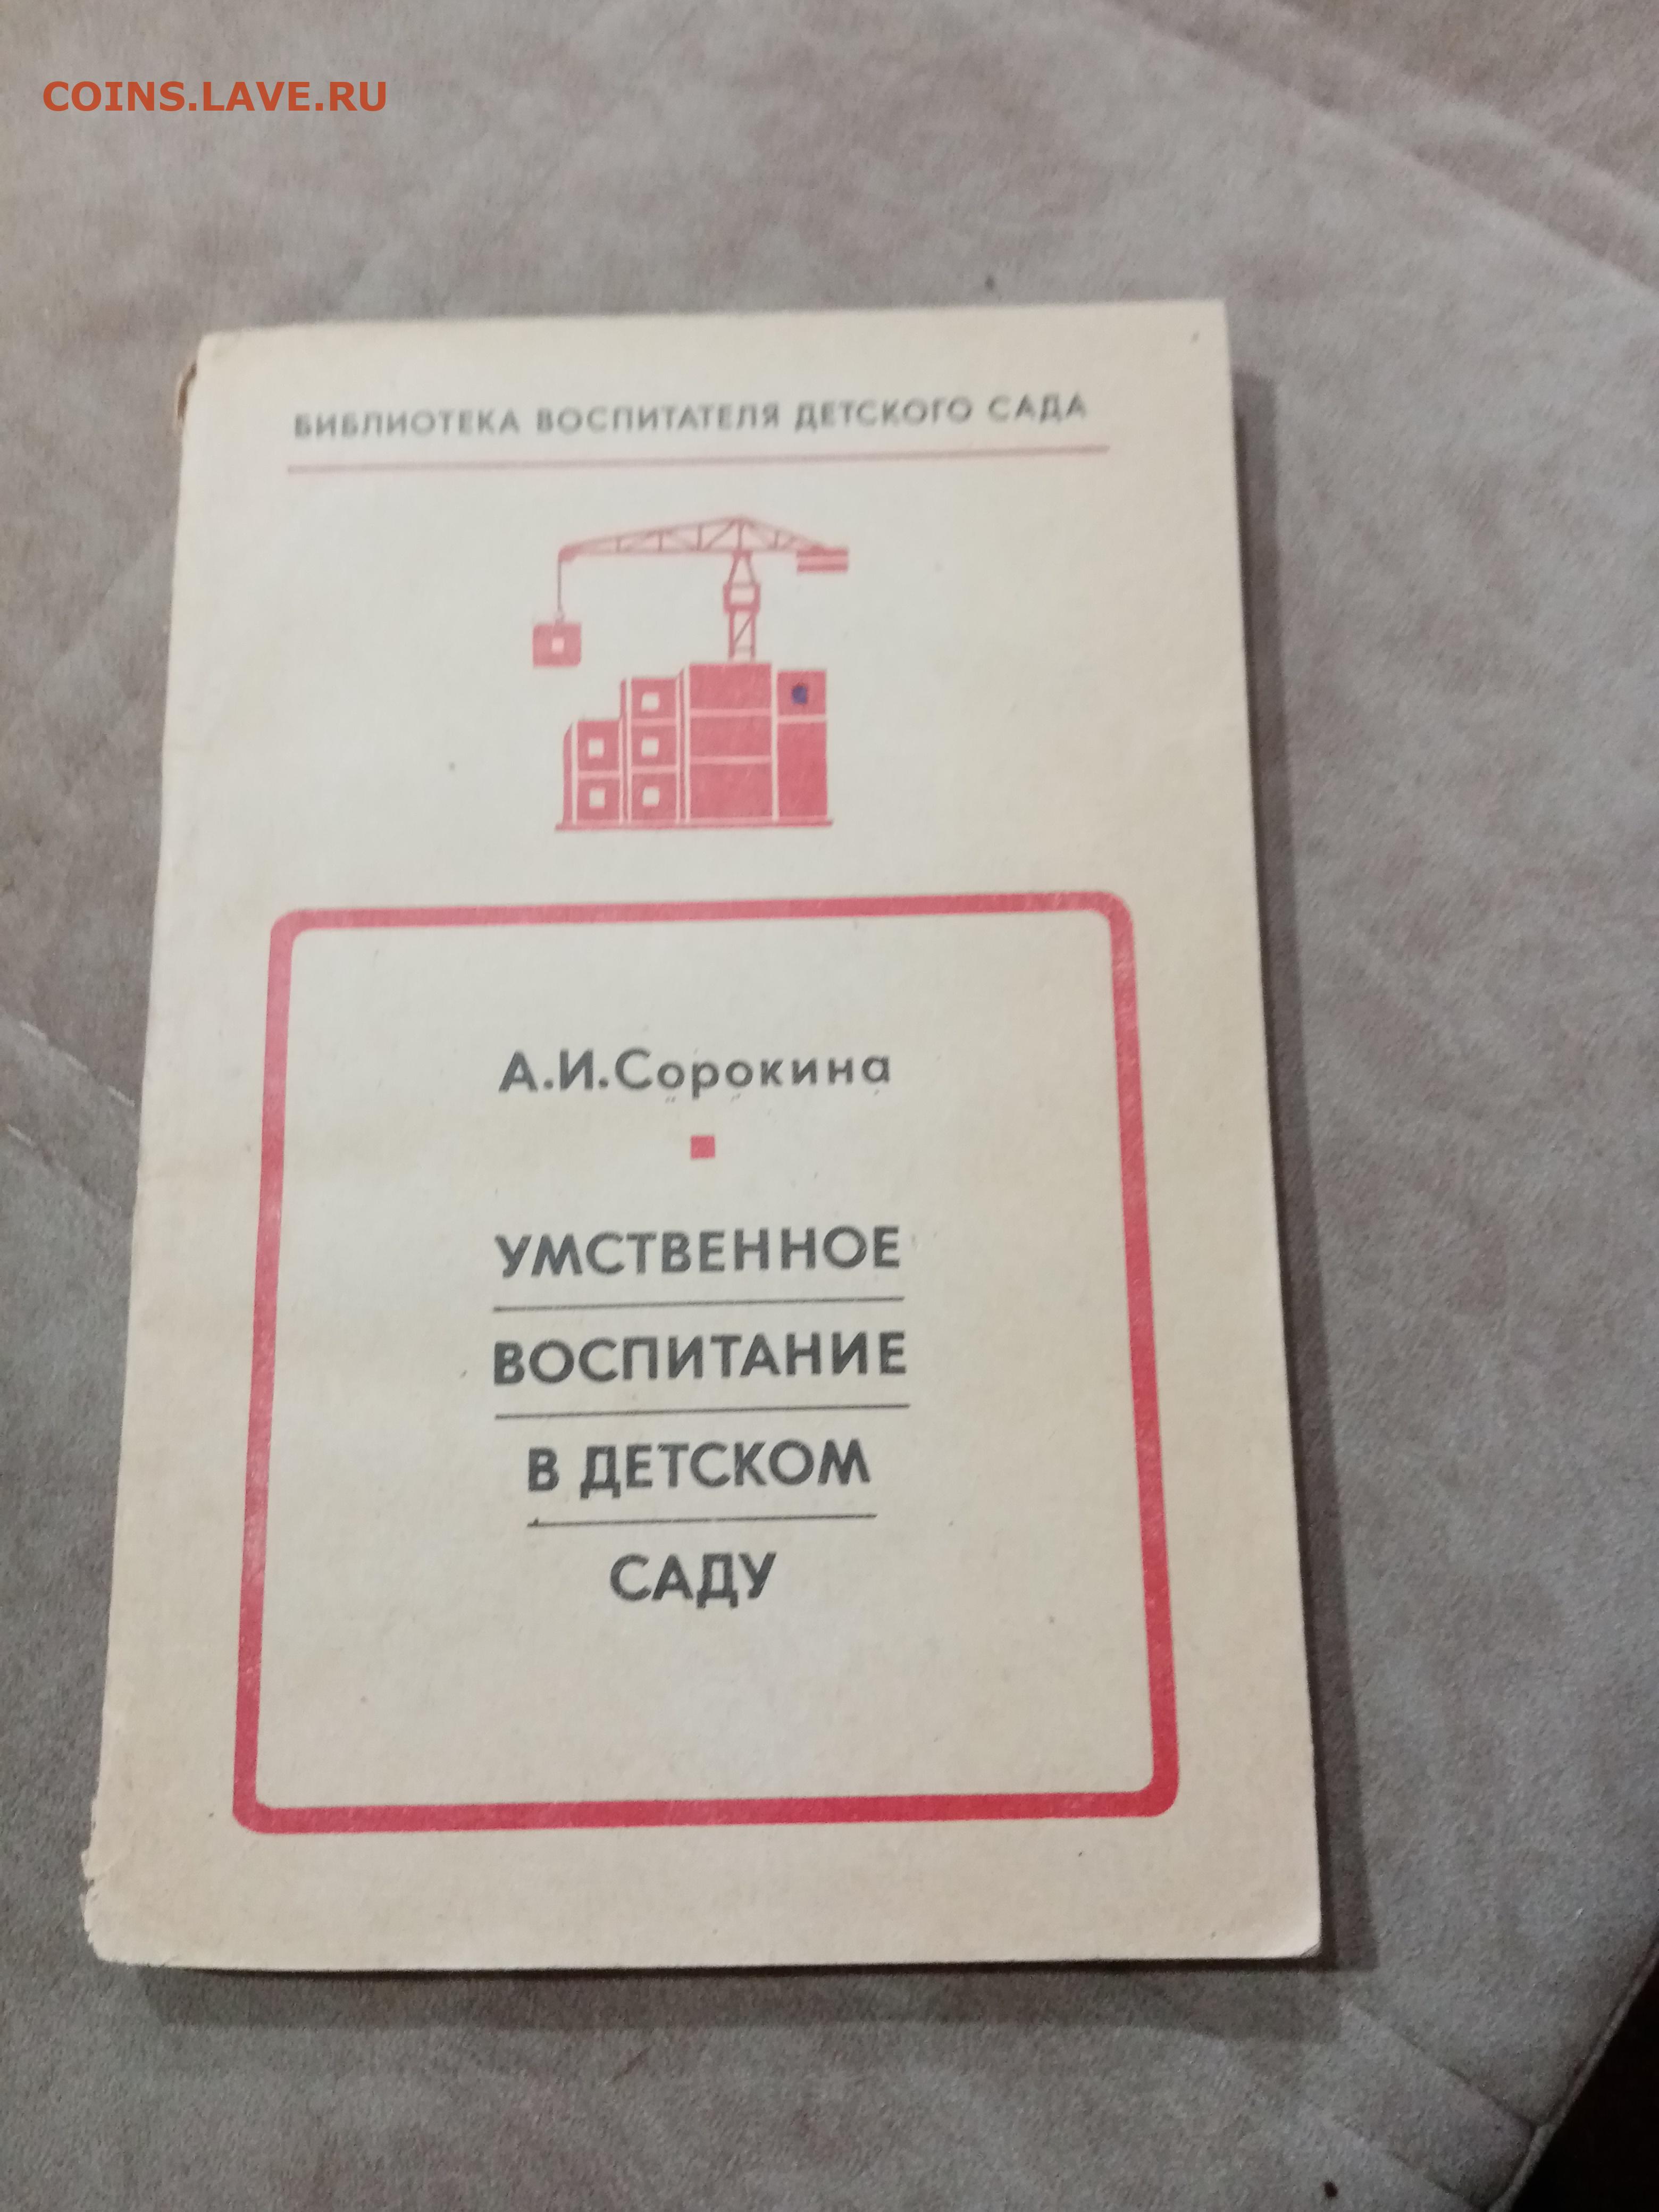 COINS.LAVE.RU
БИБЛИОТЕКА ВОСПИТАТЕЛЯ ДЕТСКОГО САДА
А.И.Сорокина
УМСТВЕННОЕ
ВОСПИТАНИЕ
В ДЕТСКОМ
САДУ